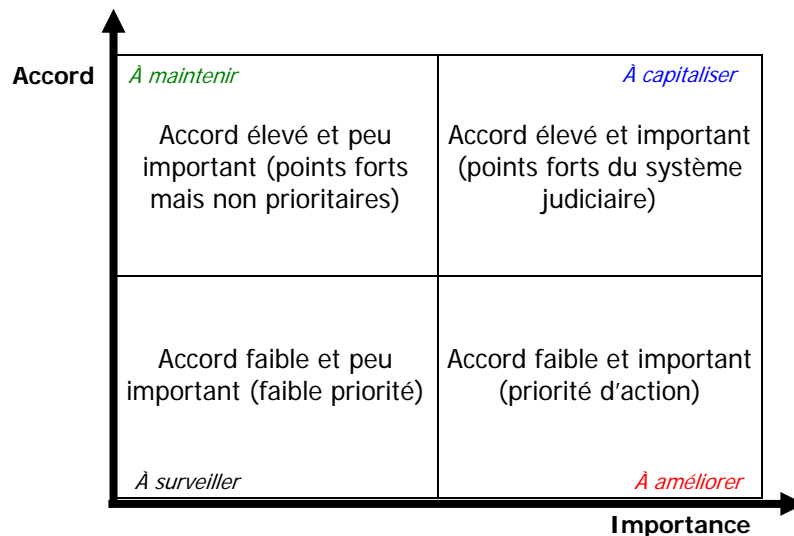 Accord
À maintenir
À capitaliser
Accord élevé et peu
important (points forts
mais non prioritaires)
Accord élevé et important
(points forts du système
judiciaire)
Accord faible et peu
important (faible priorité)
Accord faible et important
(priorité d'action)
À surveiller
À améliorer
Importance